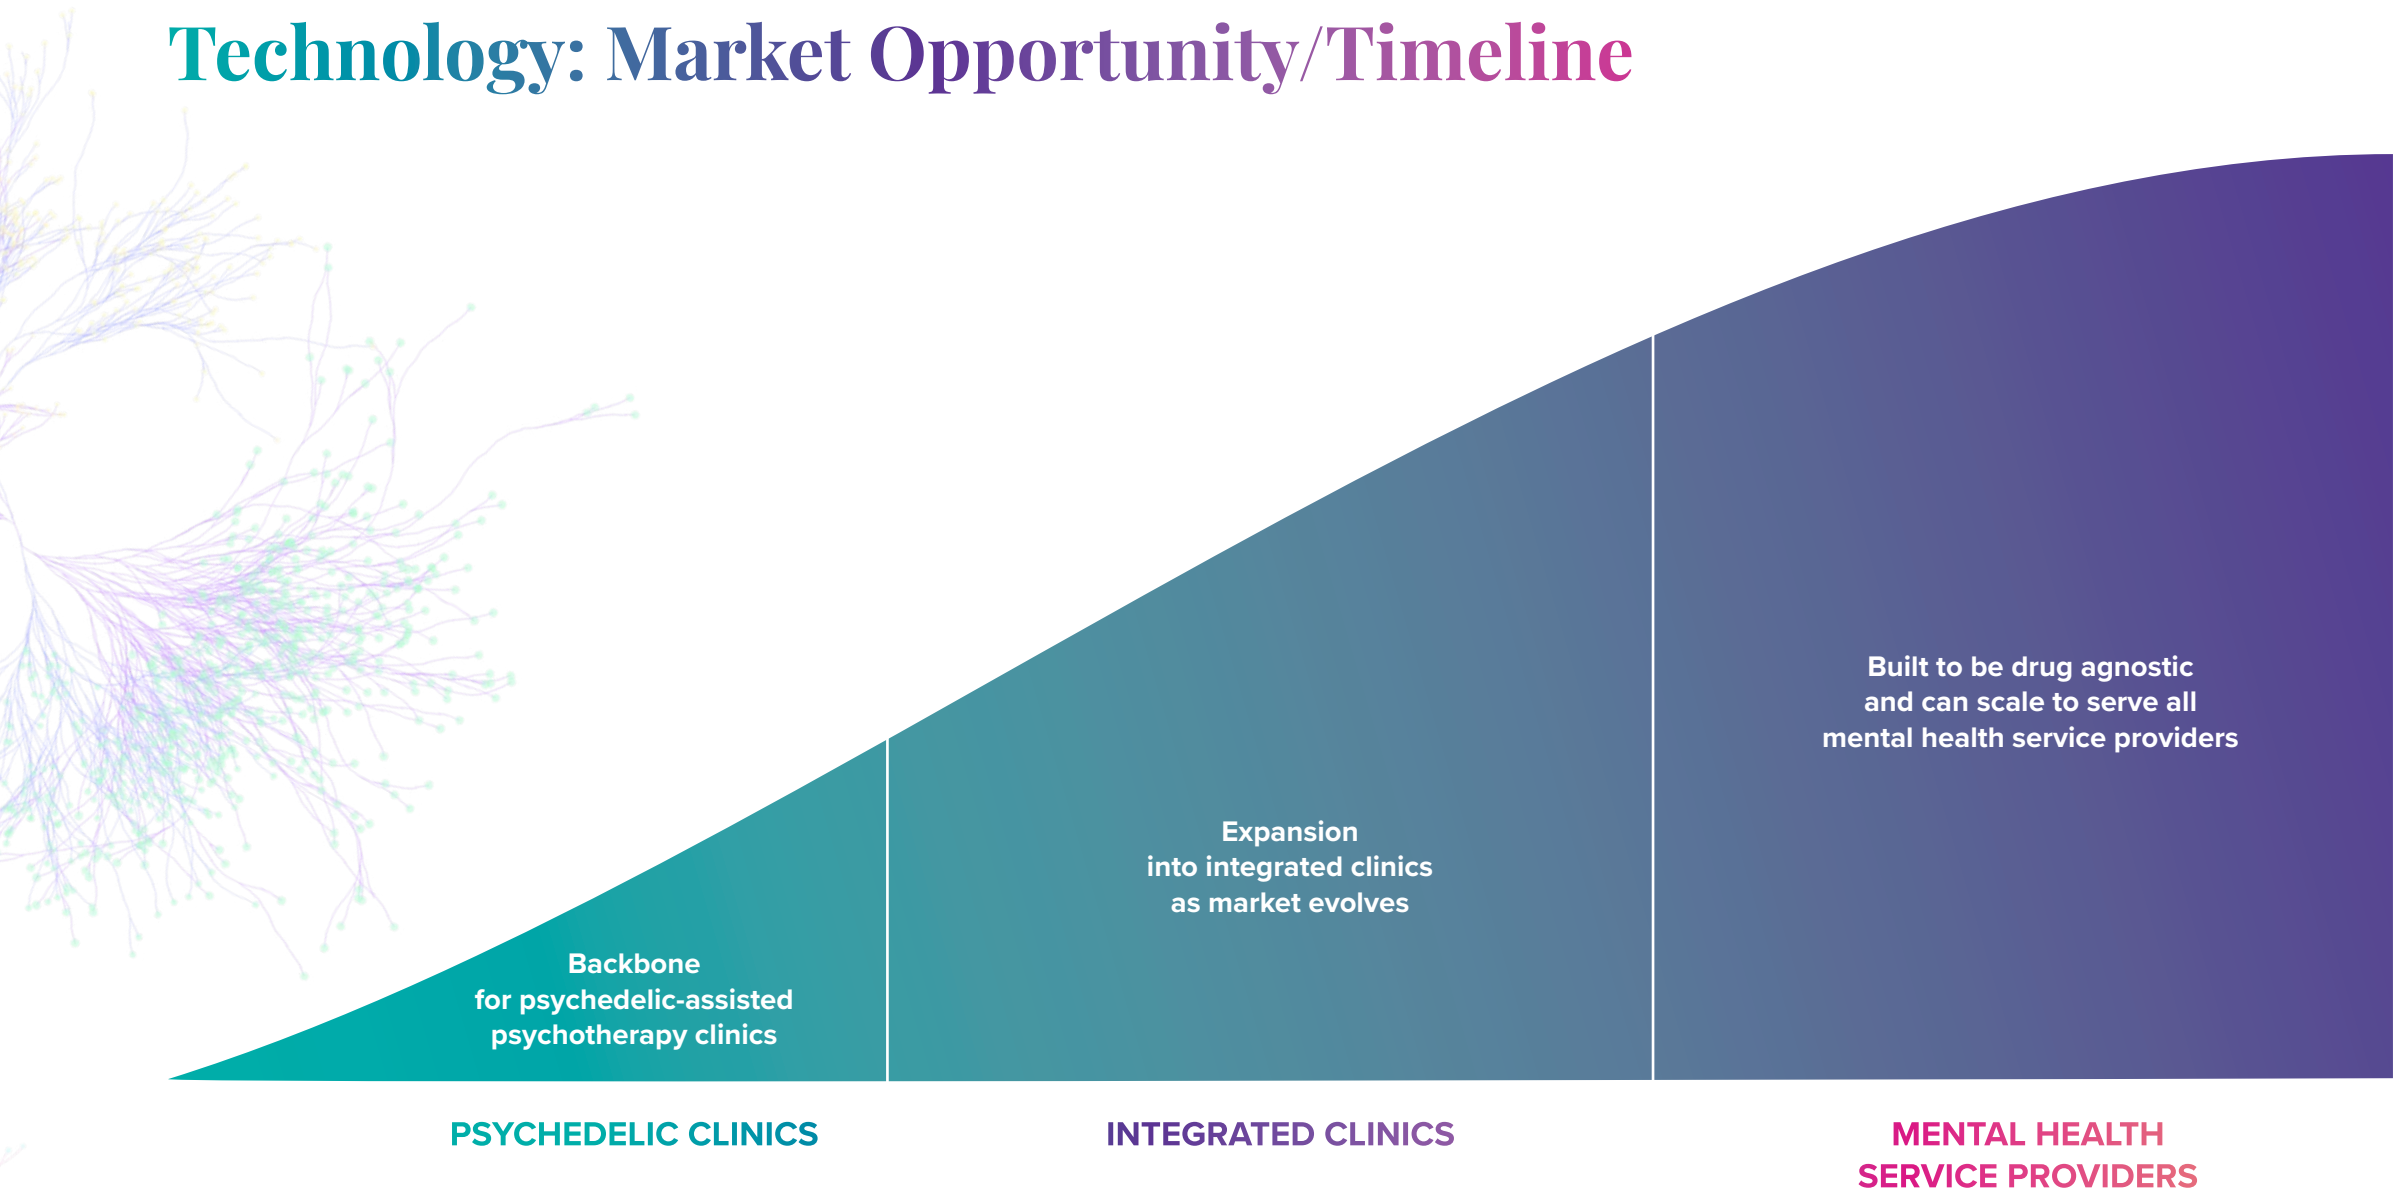 Technology: Market Opportunity/Timeline
Built to be drug agnostic
and can scale to serve all
mental health service providers
Expansion
into integrated clinics
as market evolves
Backbone
for psychedelic-assisted
psychotherapy clinics
PSYCHEDELIC CLINICS
INTEGRATED CLINICS
MENTAL HEALTH
SERVICE PROVIDERS